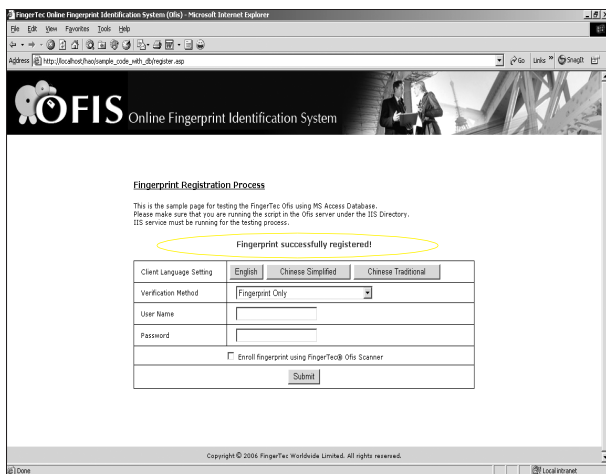 FingerTec Online Fingerprint Identification System (Ofis) - Microsoft Internet Explorer
File Edit View Favorites Tools Help
Address http://localhost/hao/sample_code_with_db/register.asp Go Links » SnagIt
OFIS Online Fingerprint Identification System
Fingerprint Registration Process
This is the sample page for testing the FingerTec Ofis using MS Access Database.
Please make sure that you are running the script in the Ofis server under the IIS Directory.
IIS service must be running for the testing process.
Fingerprint successfully registered!
Client Language Setting English Chinese Simplified Chinese Traditional
Verification Method Fingerprint Only
User Name
Password
Enroll fingerprint using FingerTec® Ofis Scanner
Submit
Copyright © 2006 FingerTec Worldwide Limited. All rights reserved.
Done Local intranet